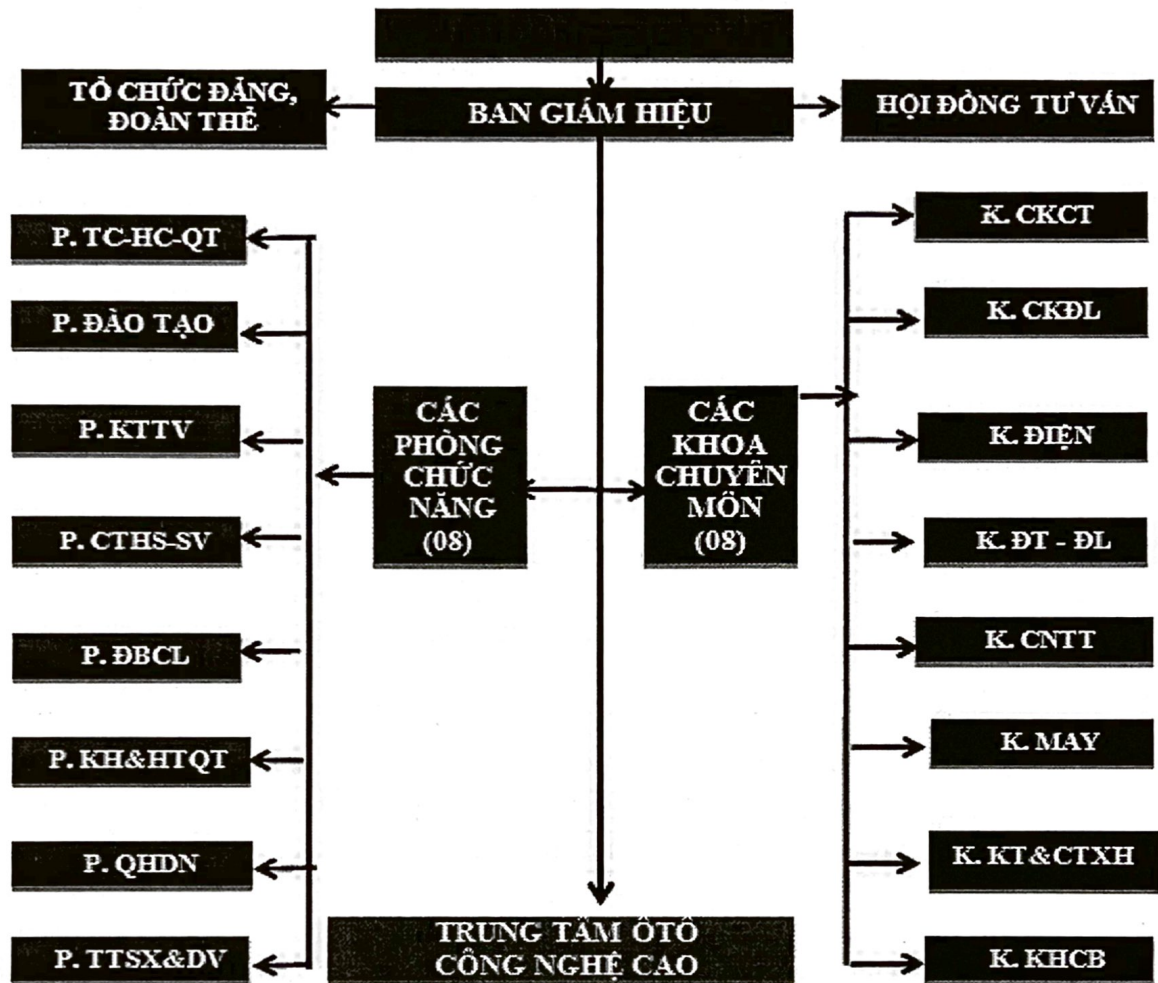 TỔ CHỨC ĐẢNG,
ĐOÀN THỂ
BAN GIÁM HIỆU
HỘI ĐỒNG TƯ VẤN
P. TC-HC-QT
P. ĐÀO TẠO
P. KTTV
P. CTHS-SV
P. ĐBCL
P. KH&HTQT
P. QHDN
P. TTSX&DV
CÁC
PHÒNG
CHỨC
NĂNG
(08)
CÁC
KHOA
CHUYÊN
MÔN
(08)
K. CKCT
K. CKĐL
K. ĐIỆN
K. ĐT - ĐL
K. CNTT
K. MAY
K. KT&CTXH
K. KHCB
TRUNG TÂM ÔTÔ
CÔNG NGHỆ CAO